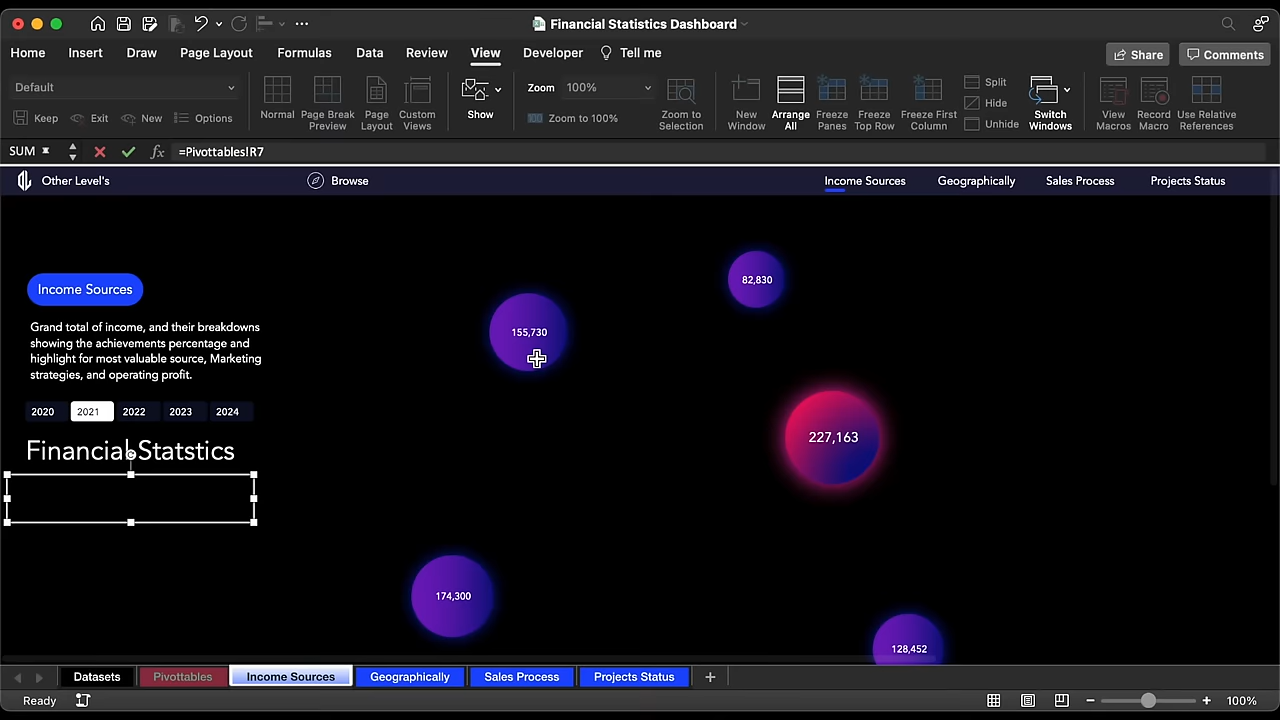 Financial Statistics Dashboard
Home Insert Draw Page Layout Formulas Data Review View Developer Tell me Share Comments
Default
Keep Exit New Options
Normal
Page Break Preview
Page Layout
Custom Views
Show
Zoom 100%
Zoom to 100%
Zoom to Selection
New Window
Arrange All
Freeze Panes
Freeze Top Row
Freeze First Column
Split
Hide
Unhide
Switch Windows
View Macros
Record Macro
Use Relative References
SUM fx =Pivottables!R7
Other Level's Browse Income Sources Geographically Sales Process Projects Status
Income Sources
Grand total of income, and their breakdowns
showing the achievements percentage and
highlight for most valuable source, Marketing
strategies, and operating profit.
2020 2021 2022 2023 2024
Financial Statstics
82,830
155,730
227,163
174,300
128,452
Datasets Pivottables Income Sources Geographically Sales Process Projects Status
Ready 100%